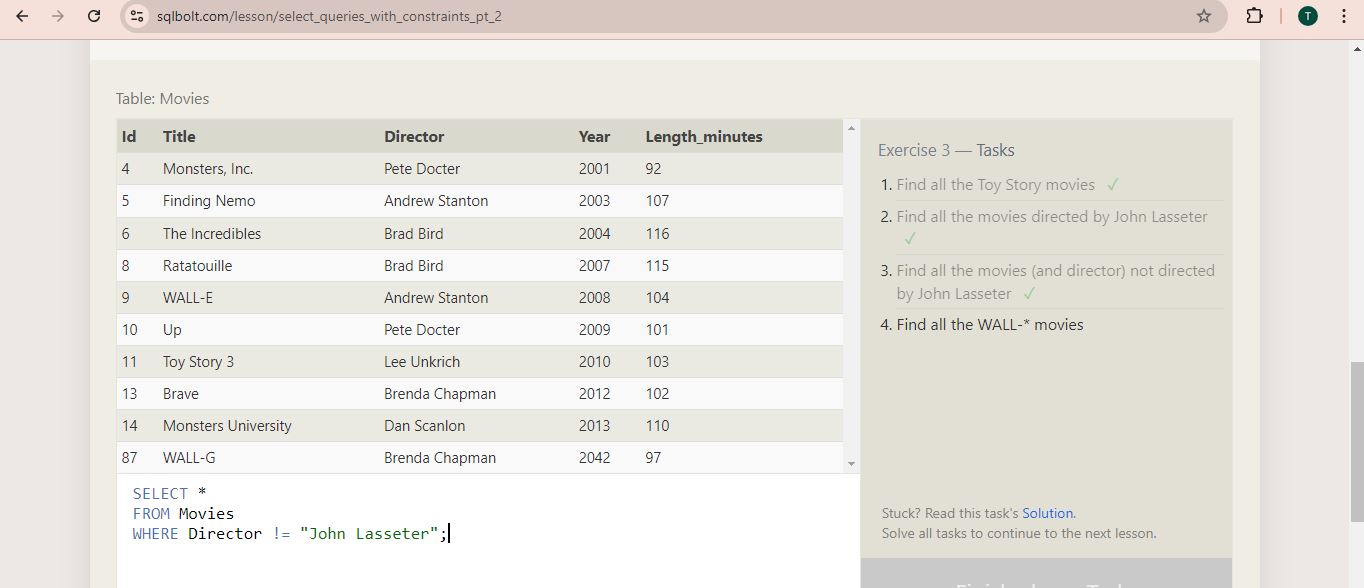 sqlbolt.com/lesson/select_queries_with_constraints_pt_2
T
Table: Movies
Id Title Director Year Length_minutes
4 Monsters, Inc. Pete Docter 2001 92
5 Finding Nemo Andrew Stanton 2003 107
6 The Incredibles Brad Bird 2004 116
8 Ratatouille Brad Bird 2007 115
9 WALL-E Andrew Stanton 2008 104
10 Up Pete Docter 2009 101
11 Toy Story 3 Lee Unkrich 2010 103
13 Brave Brenda Chapman 2012 102
14 Monsters University Dan Scanlon 2013 110
87 WALL-G Brenda Chapman 2042 97
SELECT *
FROM Movies
WHERE Director != "John Lasseter";
Exercise 3 — Tasks
1. Find all the Toy Story movies ✓
2. Find all the movies directed by John Lasseter
✓
3. Find all the movies (and director) not directed
by John Lasseter ✓
4. Find all the WALL-* movies
Stuck? Read this task's Solution.
Solve all tasks to continue to the next lesson.